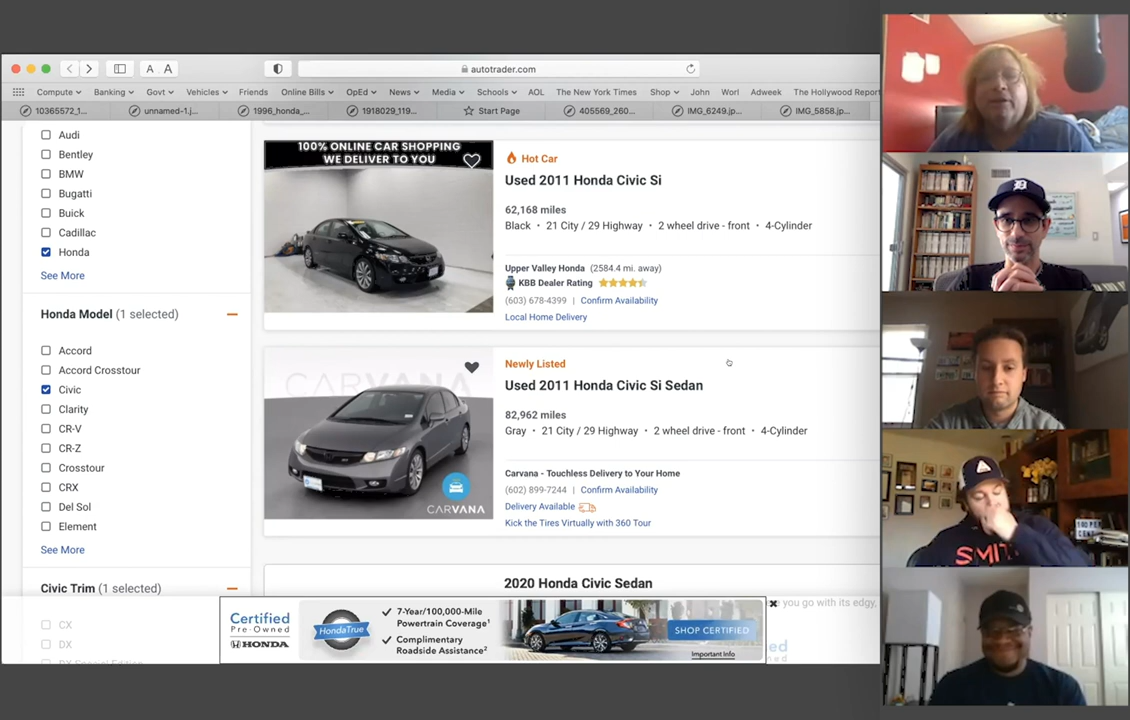 autotrader.com
A A
Compute Banking Govt Vehicles Friends Online Bills OpEd News Media Schools AOL The New York Times Shop John Worl Adweek The Hollywood Report
10365572_1... unnamed-1.j... 1996_honda_... 1918029_119... Start Page 405569_260... IMG_6249.jp... IMG_5858.jp...
Audi
Bentley
BMW
Bugatti
Buick
Cadillac
Honda
See More
Honda Model (1 selected)
Accord
Accord Crosstour
Civic
Clarity
CR-V
CR-Z
Crosstour
CRX
Del Sol
Element
See More
Civic Trim (1 selected)
CX
DX
100% ONLINE CAR SHOPPING
WE DELIVER TO YOU
Hot Car
Used 2011 Honda Civic Si
62,168 miles
Black · 21 City / 29 Highway · 2 wheel drive - front · 4-Cylinder
Upper Valley Honda (2584.4 mi. away)
KBB Dealer Rating
(603) 678-4399 | Confirm Availability
Local Home Delivery
CARVANA
CARVANA
Newly Listed
Used 2011 Honda Civic Si Sedan
82,962 miles
Gray · 21 City / 29 Highway · 2 wheel drive - front · 4-Cylinder
Carvana - Touchless Delivery to Your Home
(602) 899-7244 | Confirm Availability
Delivery Available
Kick the Tires Virtually with 360 Tour
2020 Honda Civic Sedan
you go with its edgy,
Certified
Pre-Owned
HONDA
HondaTrue
7-Year/100,000-Mile
Powertrain Coverage¹
Complimentary
Roadside Assistance²
SHOP CERTIFIED
Important Info
D
SMIT